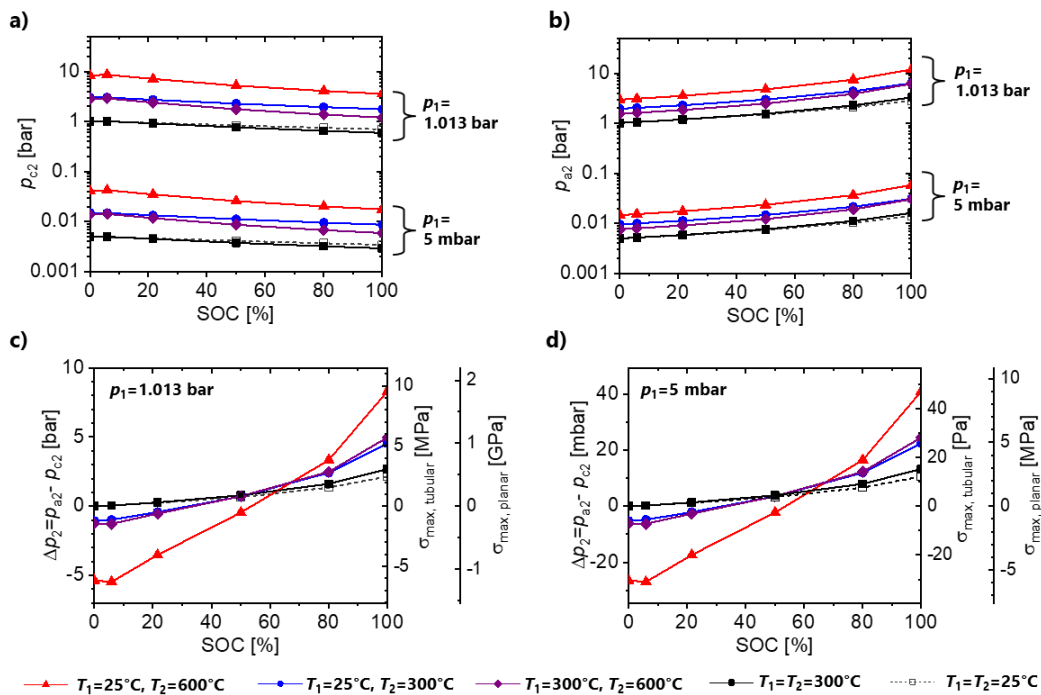 a)
10
1
0.1
0.01
0.001
p_c2 [bar]
0 20 40 60 80 100
SOC [%]
p_1=
1.013 bar
p_1=
5 mbar
b)
100
10
1
0.1
0.01
0.001
p_a2 [bar]
0 20 40 60 80 100
SOC [%]
p_1=
1.013 bar
p_1=
5 mbar
c)
p_1=1.013 bar
10
5
0
-5
Δp_2=p_a2- p_c2 [bar]
0 20 40 60 80 100
SOC [%]
10
5
0
-5
σ_max, tubular [MPa]
2
1
0
-1
σ_max, planar [GPa]
d)
p_1=5 mbar
40
20
0
-20
Δp_2=p_a2- p_c2 [mbar]
0 20 40 60 80 100
SOC [%]
40
20
0
-20
σ_max, tubular [Pa]
10
5
0
-5
σ_max, planar [MPa]
T_1=25°C, T_2=600°C
T_1=25°C, T_2=300°C
T_1=300°C, T_2=600°C
T_1=T_2=300°C
T_1=T_2=25°C